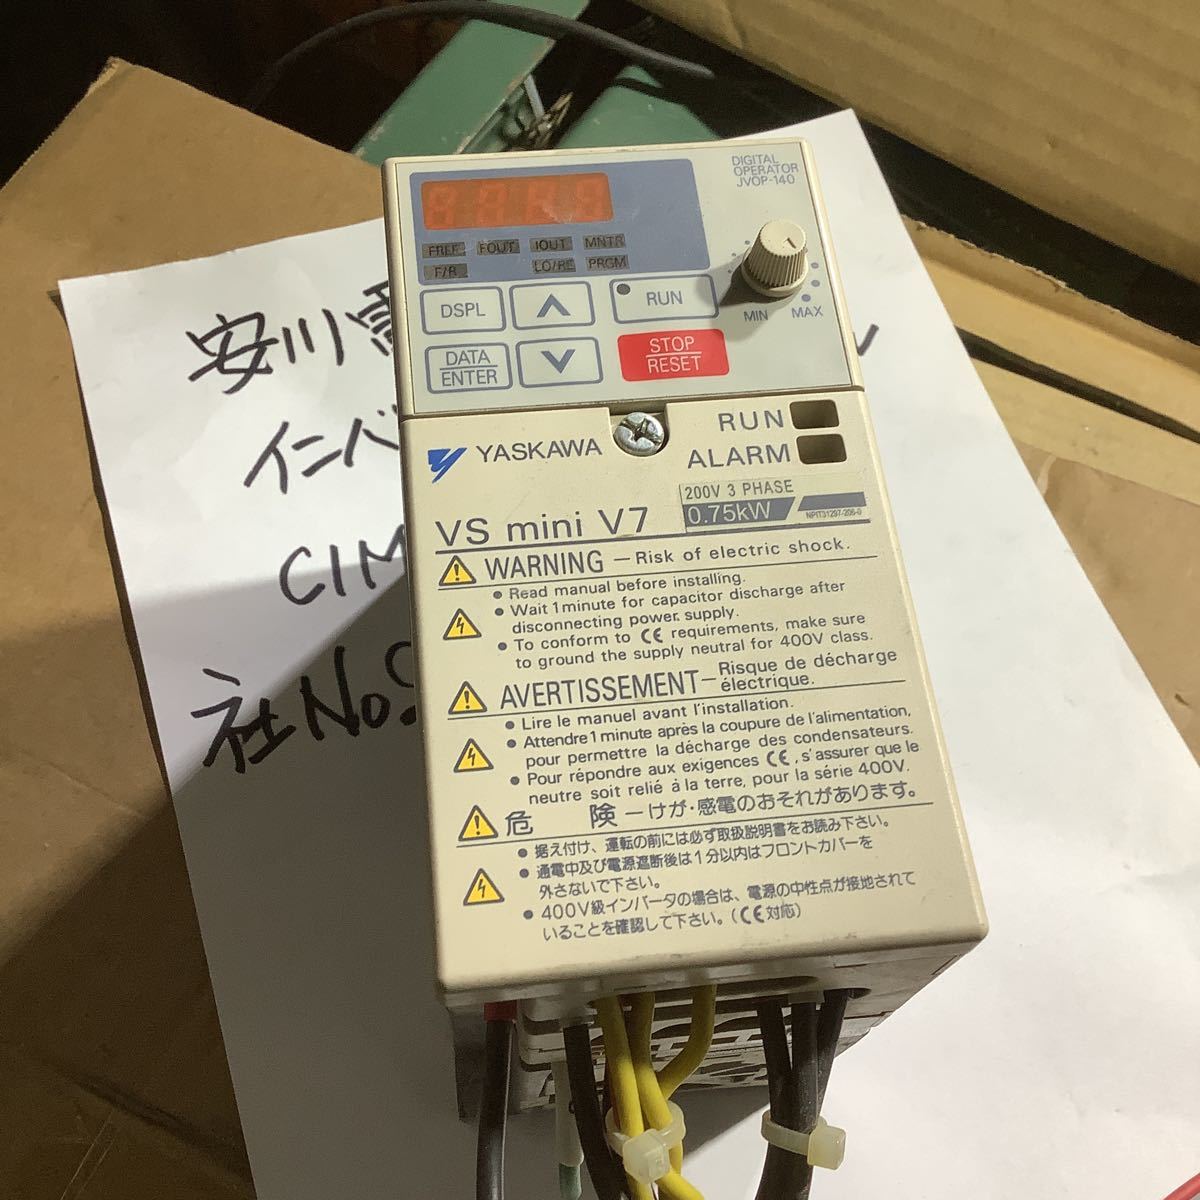 DIGITAL
OPERATOR
JVOP-140
FREF FOUT IOUT MNTR
F/R LO/RE PRGM
DSPL
RUN
MIN MAX
DATA
ENTER
STOP
RESET
安川
インバ
CIM
社No
RUN
ALARM
YASKAWA
200V 3 PHASE
0.75kW
NPIT31297-206-0
VS mini V7
WARNING — Risk of electric shock.
● Read manual before installing.
● Wait 1 minute for capacitor discharge after
disconnecting power supply.
● To conform to CE requirements, make sure
to ground the supply neutral for 400V class.
AVERTISSEMENT — Risque de décharge
électrique.
● Lire le manuel avant l'installation.
● Attendre 1 minute après la coupure de l'alimentation,
pour permettre la décharge des condensateurs.
● Pour répondre aux exigences CE, s'assurer que le
neutre soit relié à la terre, pour la série 400V.
危 険 — けが・感電のおそれがあります。
● 据え付け、運転の前には必ず取扱説明書をお読み下さい。
● 通電中及び電源遮断後は1分以内はフロントカバーを
外さないで下さい。
● 400V級インバータの場合は、電源の中性点が接地されて
いることを確認して下さい。(CE対応)